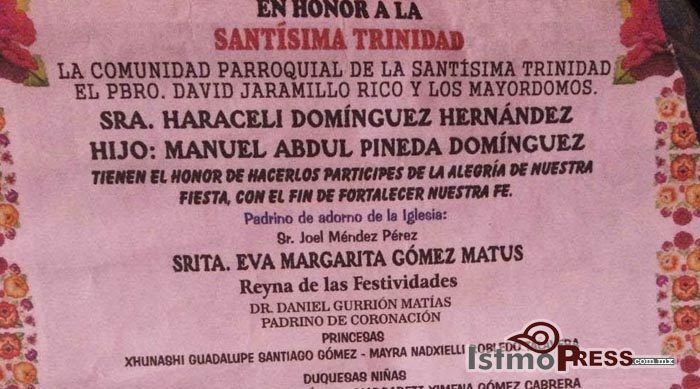 EN HONOR A LA
SANTÍSIMA TRINIDAD
LA COMUNIDAD PARROQUIAL DE LA SANTÍSIMA TRINIDAD
EL PBRO. DAVID JARAMILLO RICO Y LOS MAYORDOMOS.
SRA. HARACELI DOMÍNGUEZ HERNÁNDEZ
HIJO: MANUEL ABDUL PINEDA DOMÍNGUEZ
TIENEN EL HONOR DE HACERLOS PARTICIPES DE LA ALEGRÍA DE NUESTRA
FIESTA, CON EL FIN DE FORTALECER NUESTRA FE.
Padrino de adorno de la Iglesia:
Sr. Joel Méndez Pérez
SRITA. EVA MARGARITA GÓMEZ MATUS
Reyna de las Festividades
DR. DANIEL GURRIÓN MATÍAS
PADRINO DE CORONACIÓN
PRINCESAS
XHUNASHI GUADALUPE SANTIAGO GÓMEZ - MAYRA NADXIELLI
DUQUESAS NIÑAS
XIMENA GÓMEZ CABRERA
IstmoPress.com.mx